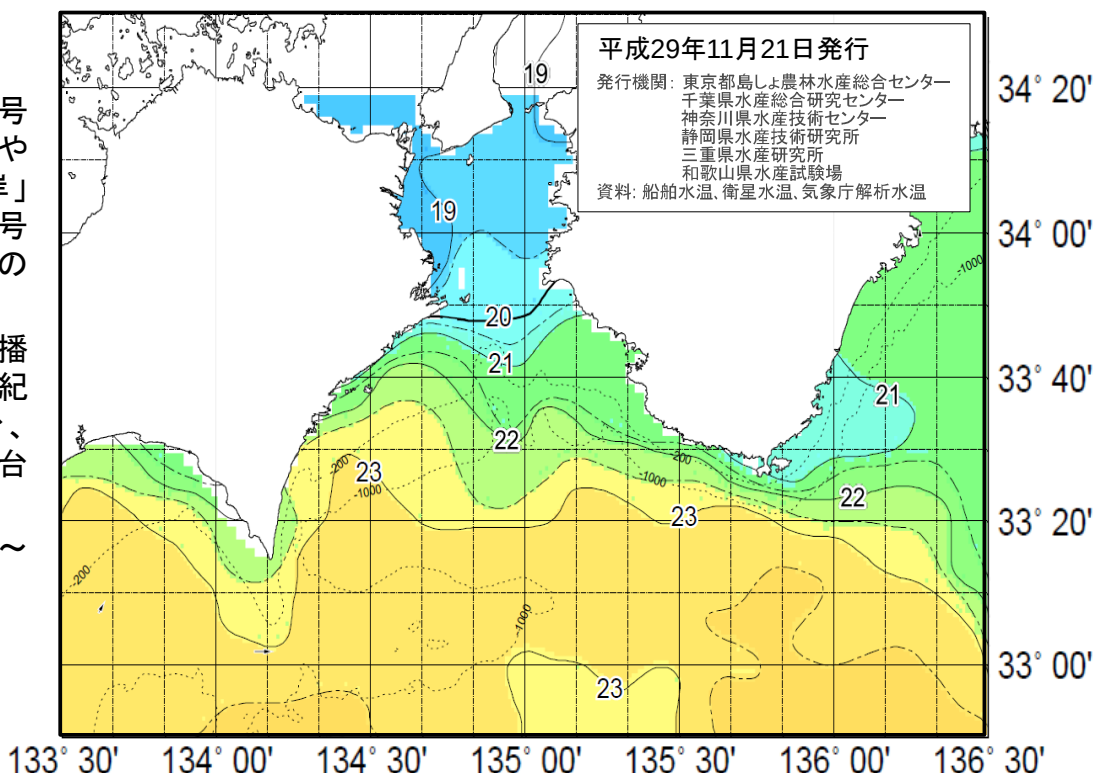 号
や
」
号
の
播
紀
、
台
～
平成29年11月21日発行
発行機関: 東京都島しょ農林水産総合センター
千葉県水産総合研究センター
神奈川県水産技術センター
静岡県水産技術研究所
三重県水産研究所
和歌山県水産試験場
資料: 船舶水温、衛星水温、気象庁解析水温
19
34° 20'
19
34° 00'
-1000
20
21
33° 40'
21
22
-200
23
-200
-1000
-1000
22
23
33° 20'
-200
-1000
33° 00'
23
133° 30' 134° 00' 134° 30' 135° 00' 135° 30' 136° 00' 136° 30'